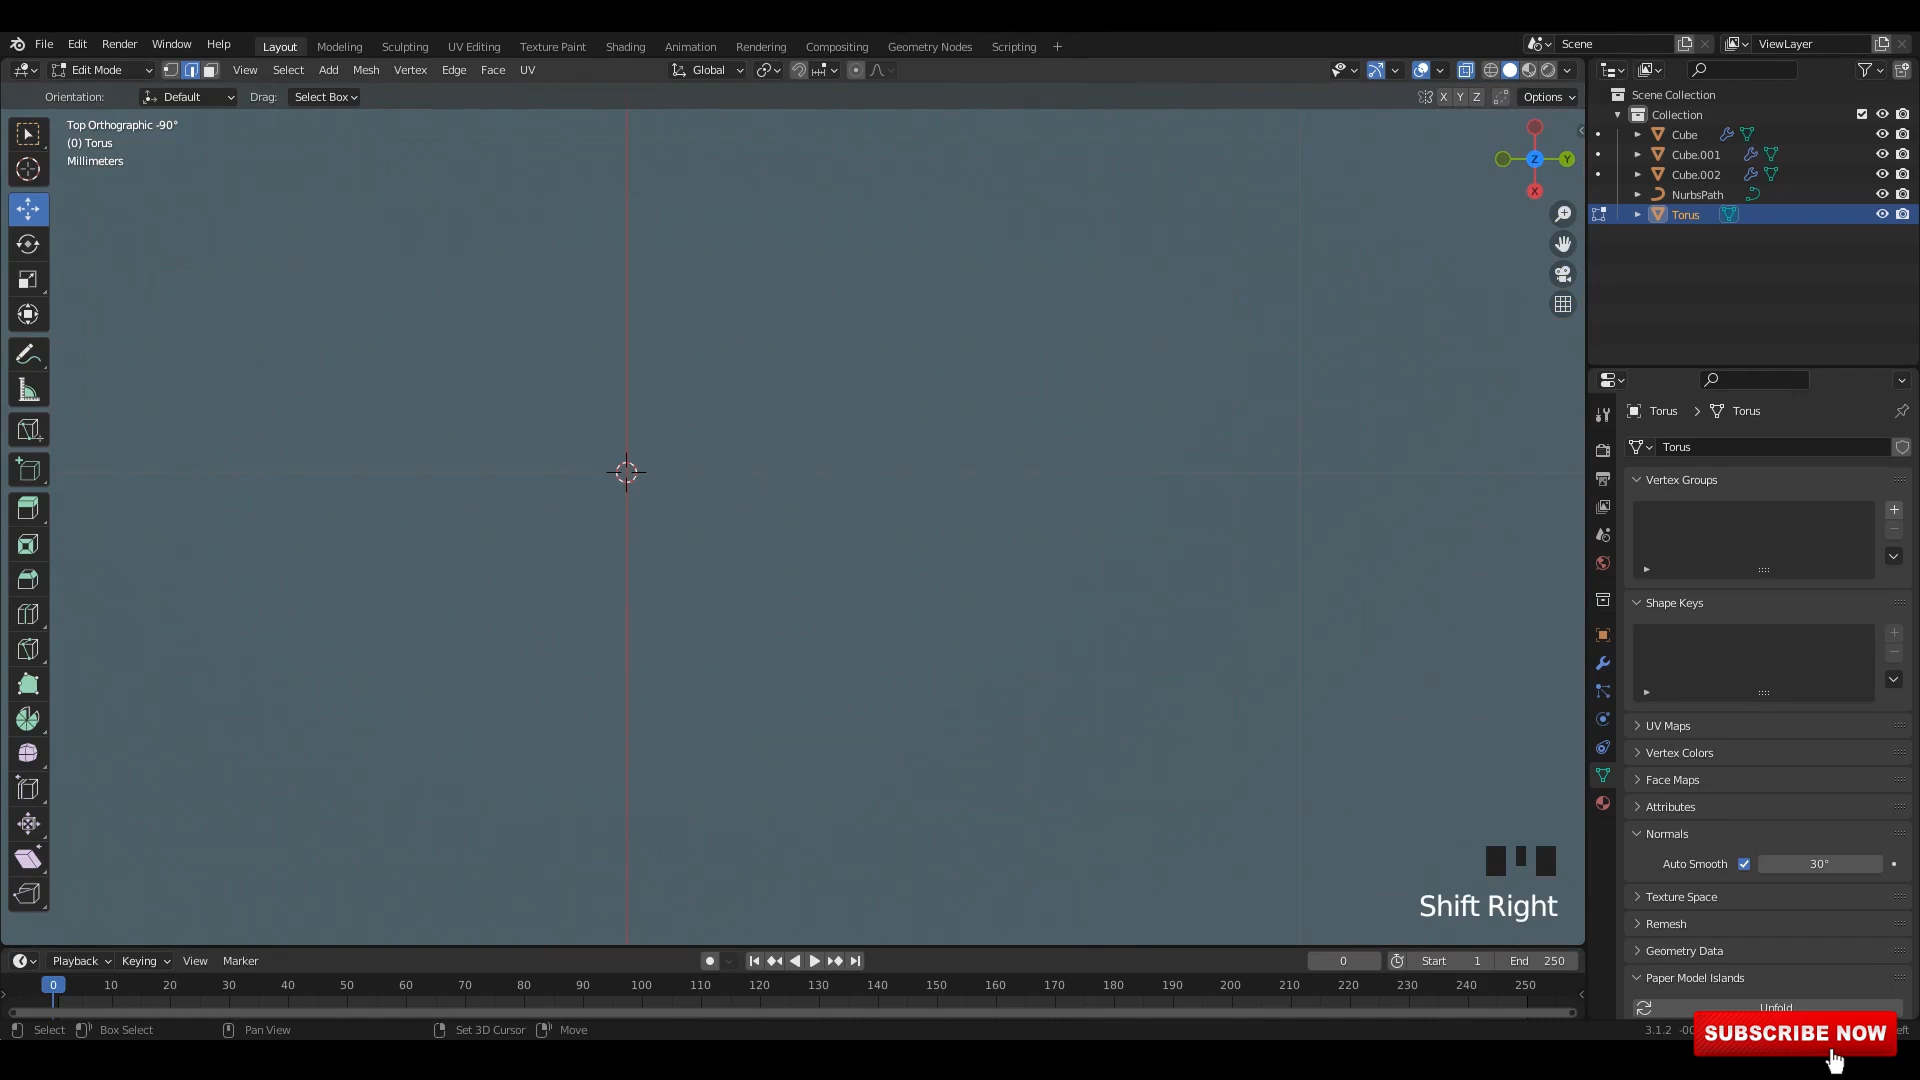 File Edit Render Window Help Layout Modeling Sculpting UV Editing Texture Paint Shading Animation Rendering Compositing Geometry Nodes Scripting + Scene ViewLayer
Edit Mode View Select Add Mesh Vertex Edge Face UV Global
Orientation: Default Drag: Select Box X Y Z Options
Top Orthographic -90°
(0) Torus
Millimeters
Z Y
X
Scene Collection
Collection
Cube
Cube.001
Cube.002
NurbsPath
Torus
Torus > Torus
Torus
Vertex Groups
Shape Keys
UV Maps
Vertex Colors
Face Maps
Attributes
Normals
Auto Smooth 30°
Texture Space
Remesh
Geometry Data
Paper Model Islands
Unfold
Shift Right
Playback Keying View Marker 0 Start 1 End 250
0 10 20 30 40 50 60 70 80 90 100 110 120 130 140 150 160 170 180 190 200 210 220 230 240 250
Select Box Select Pan View Set 3D Cursor Move 3.1.2
SUBSCRIBE NOW